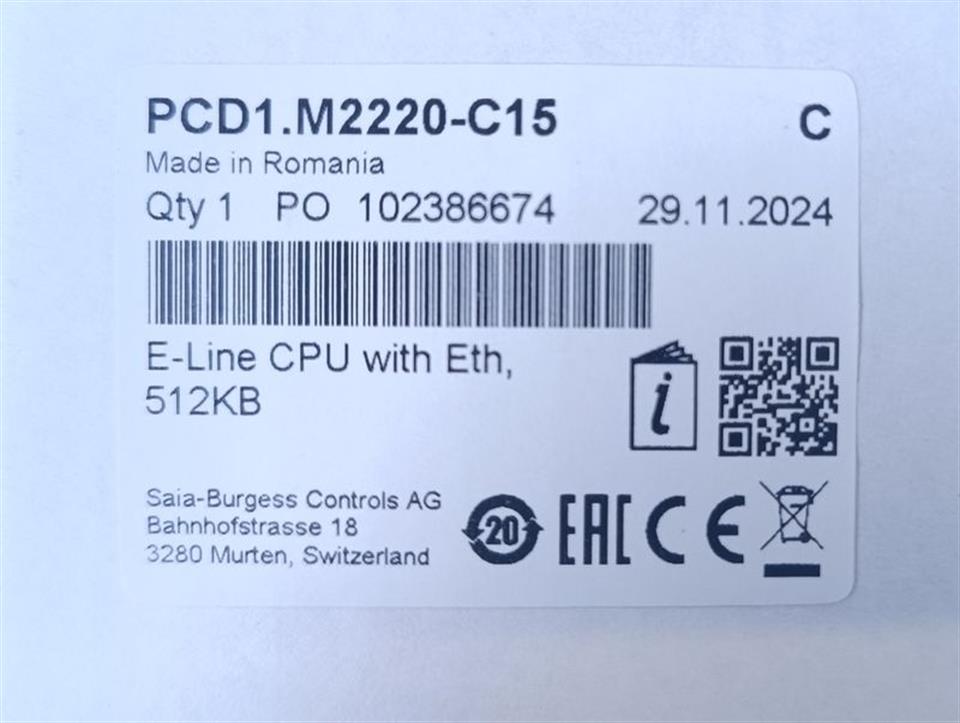 PCD1.M2220-C15 C
Made in Romania
Qty 1 PO 102386674 29.11.2024
E-Line CPU with Eth,
512KB
i
Saia-Burgess Controls AG
Bahnhofstrasse 18
3280 Murten, Switzerland
20 EAC CE